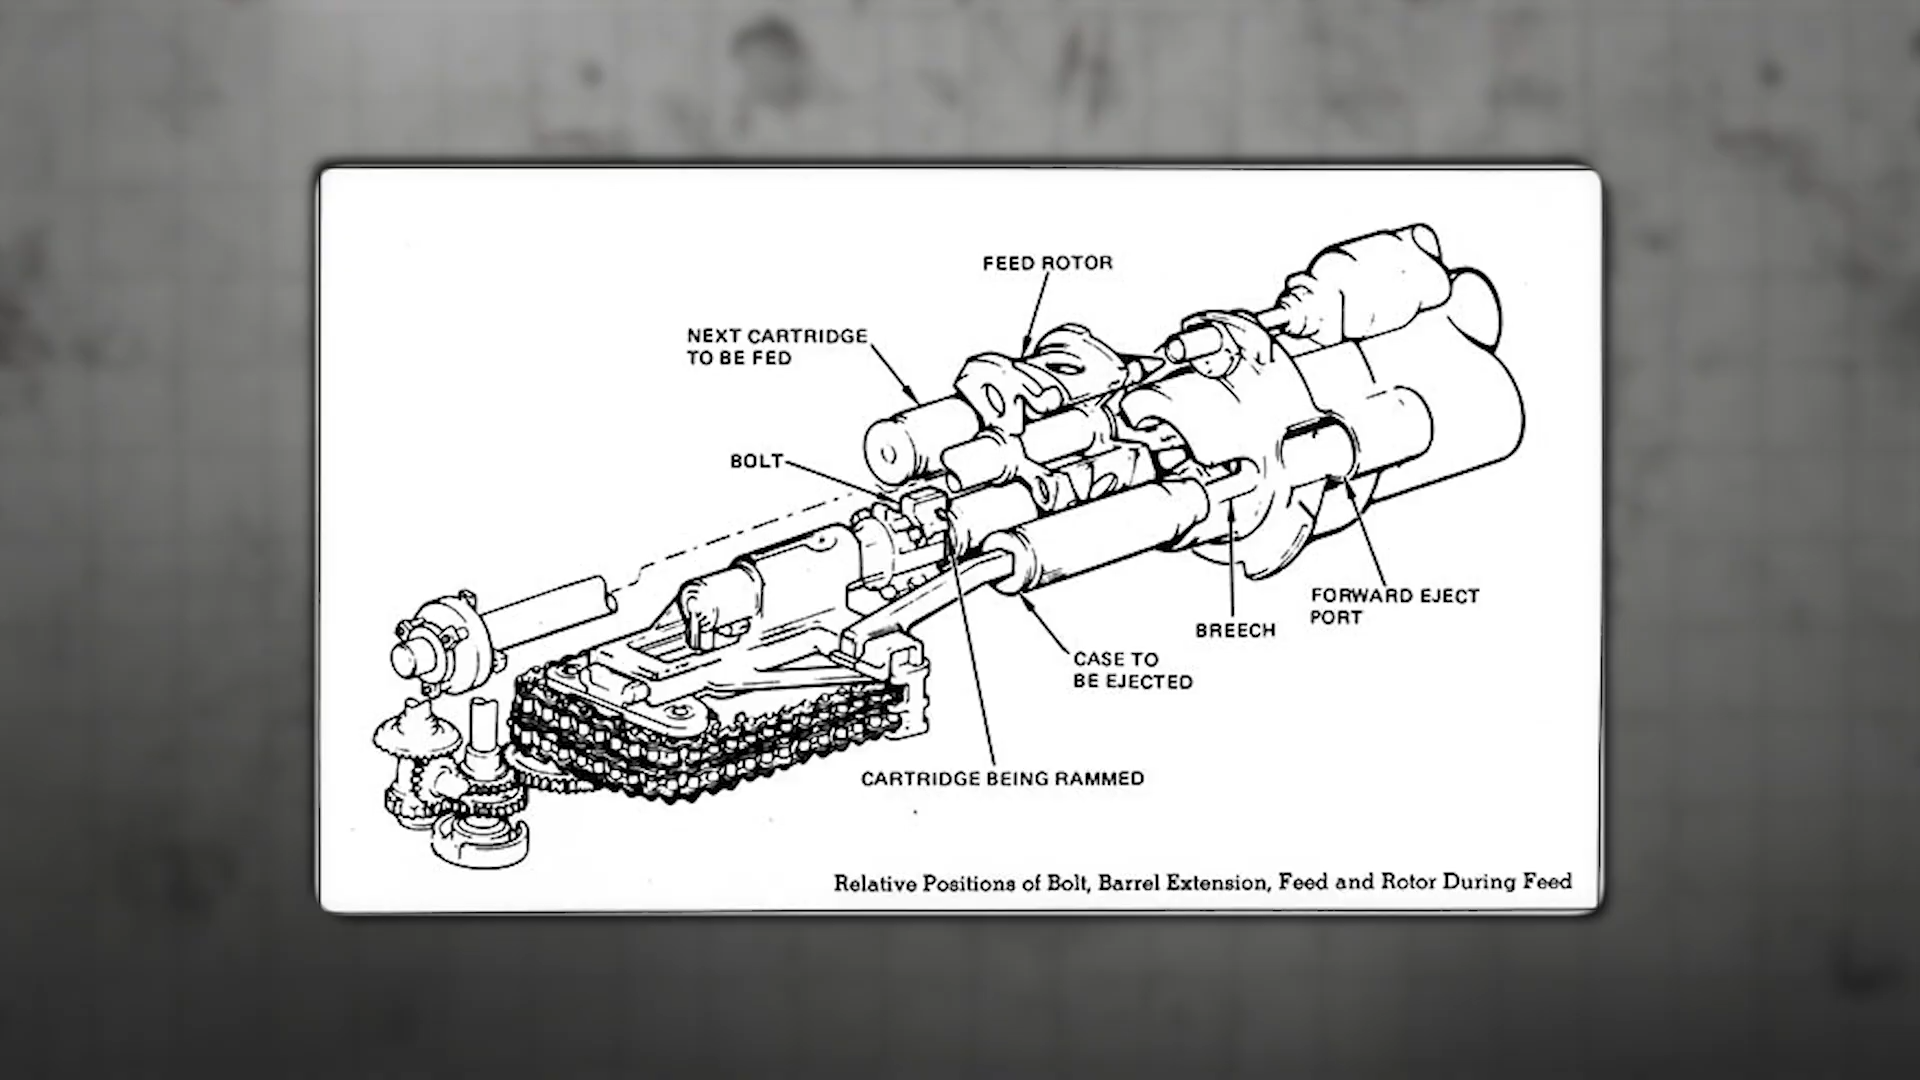 FEED ROTOR
NEXT CARTRIDGE
TO BE FED
BOLT
FORWARD EJECT
PORT
BREECH
CASE TO
BE EJECTED
CARTRIDGE BEING RAMMED
Relative Positions of Bolt, Barrel Extension, Feed and Rotor During Feed